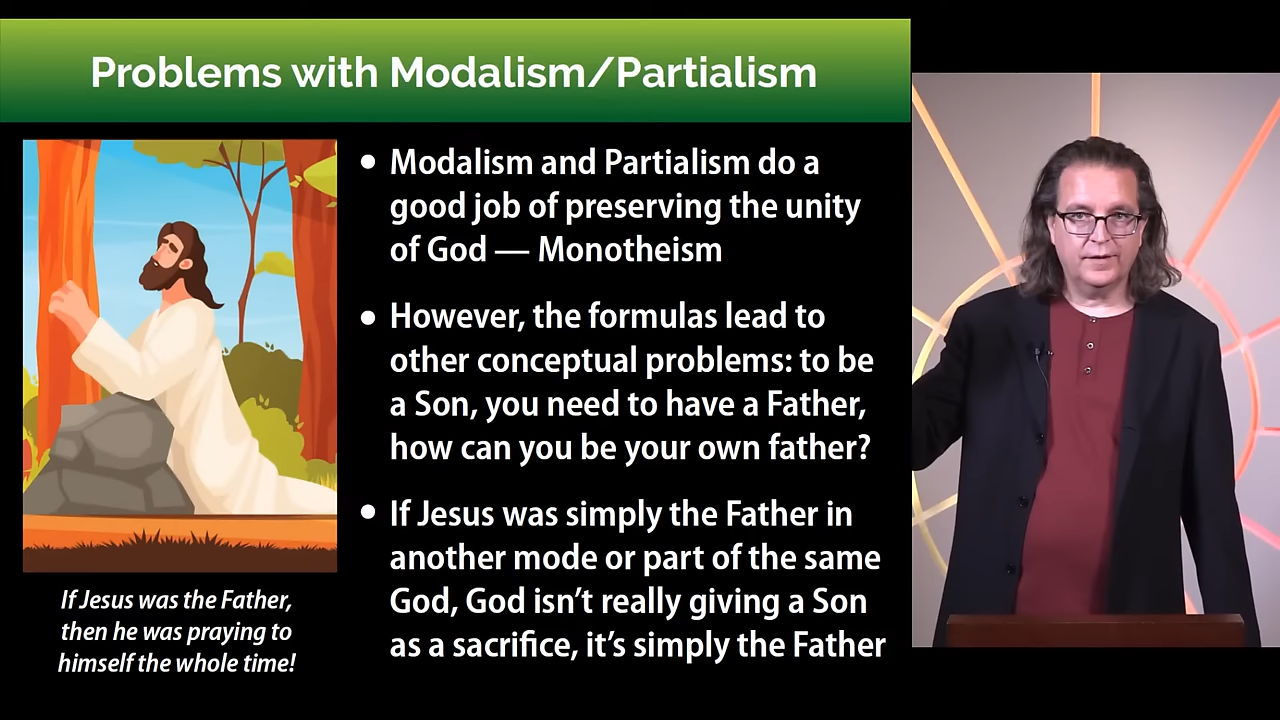 Problems with Modalism/Partialism
• Modalism and Partialism do a
good job of preserving the unity
of God — Monotheism
• However, the formulas lead to
other conceptual problems: to be
a Son, you need to have a Father,
how can you be your own father?
• If Jesus was simply the Father in
another mode or part of the same
God, God isn’t really giving a Son
as a sacrifice, it’s simply the Father
If Jesus was the Father,
then he was praying to
himself the whole time!